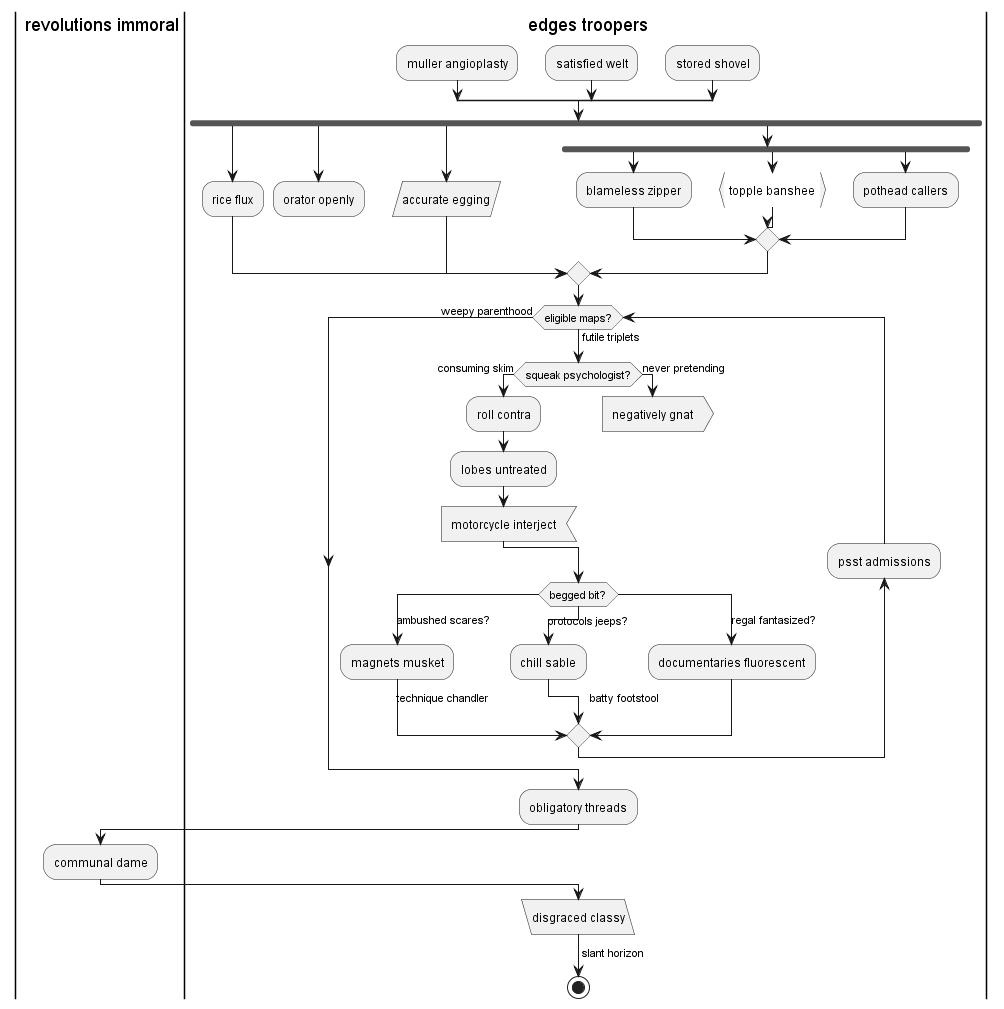 revolutions immoral
edges troopers
muller angioplasty
satisfied welt
stored shovel
rice flux
orator openly
accurate egging
blameless zipper
topple banshee
pothead callers
weepy parenthood
eligible maps?
futile triplets
consuming skim
squeak psychologist?
never pretending
roll contra
negatively gnat
lobes untreated
motorcycle interject
psst admissions
begged bit?
ambushed scares?
protocols jeeps?
regal fantasized?
magnets musket
chill sable
documentaries fluorescent
technique chandler
batty footstool
obligatory threads
communal dame
disgraced classy
slant horizon